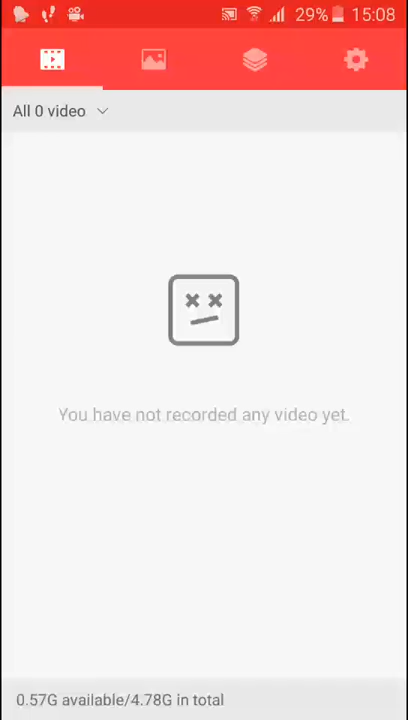 29% 15:08
All 0 video
You have not recorded any video yet.
0.57G available/4.78G in total